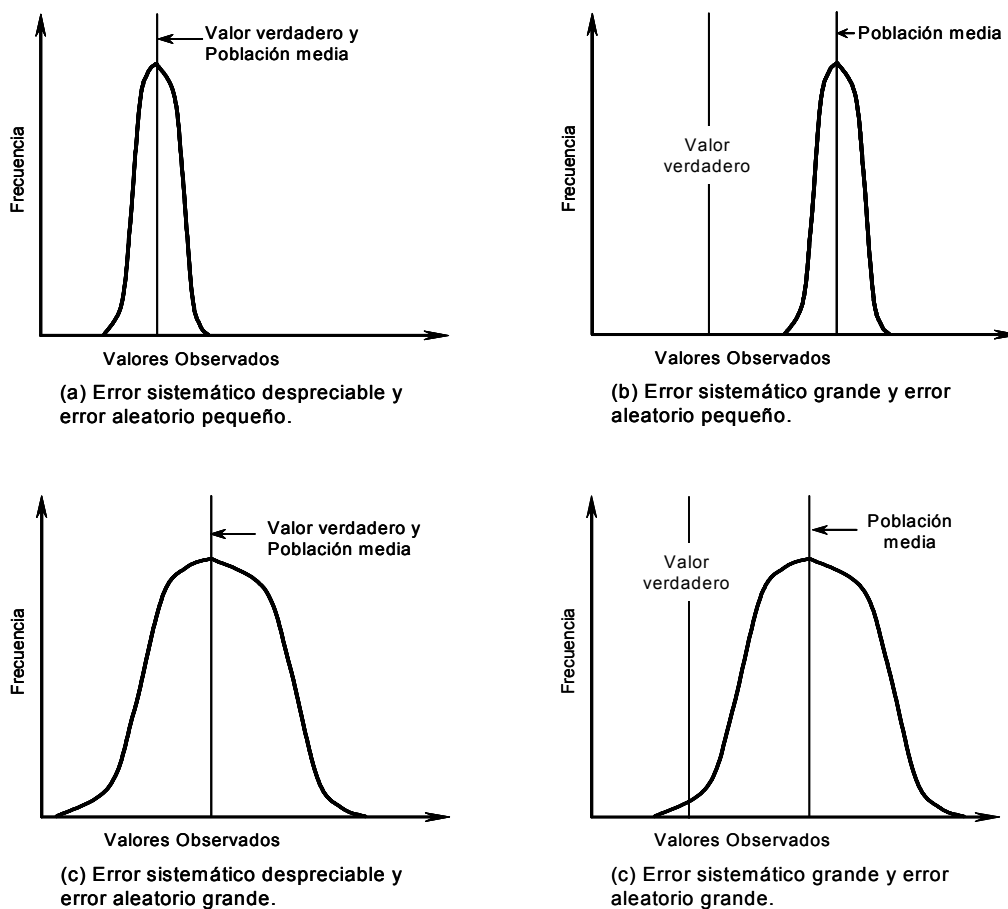 Valor verdadero y
Población media
Frecuencia
Valores Observados
(a) Error sistemático despreciable y
error aleatorio pequeño.
Población media
Valor
verdadero
Frecuencia
Valores Observados
(b) Error sistemático grande y error
aleatorio pequeño.
Valor verdadero y
Población media
Frecuencia
Valores Observados
(c) Error sistemático despreciable y
error aleatorio grande.
Población
media
Valor
verdadero
Frecuencia
Valores Observados
(c) Error sistemático grande y error
aleatorio grande.